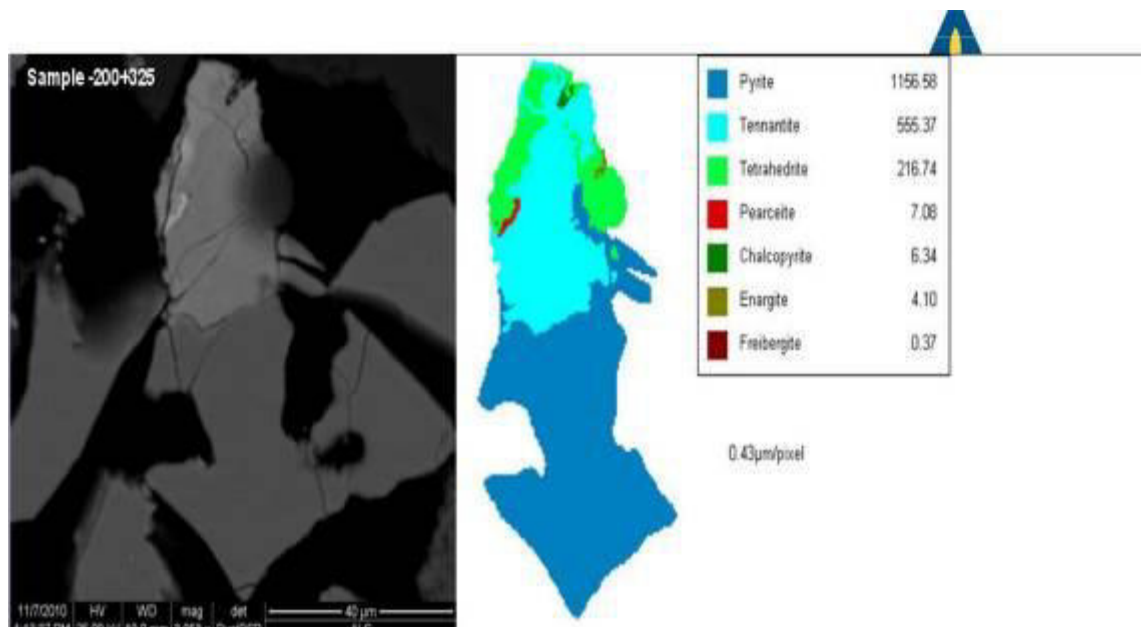 Sample -200+325
Pyrite 1156.58
Tennantite 555.37
Tetrahedrite 216.74
Pearceite 7.08
Chalcopyrite 6.34
Enargite 4.10
Freibergite 0.37
0.43µm/pixel
11/7/2010 HV WD mag det 40 µm